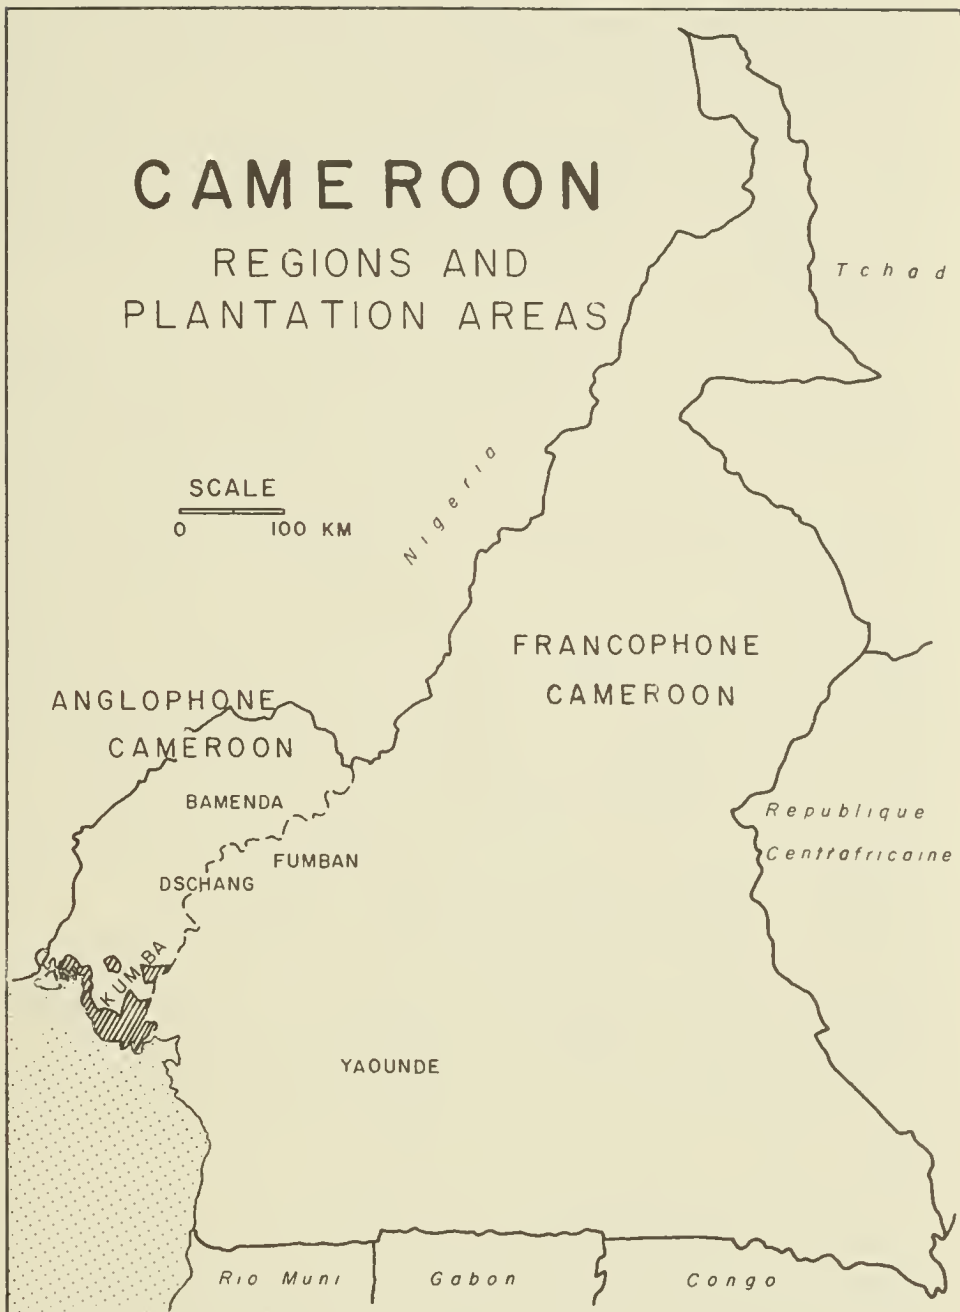 CAMEROON
REGIONS AND
PLANTATION AREAS
Tchad
Nigeria
SCALE
0 100 KM
FRANCOPHONE
CAMEROON
ANGLOPHONE
CAMEROON
BAMENDA
FUMBAN
DSCHANG
Republique
Centrafricaine
KUMBA
YAOUNDE
Rio Muni
Gabon
Congo